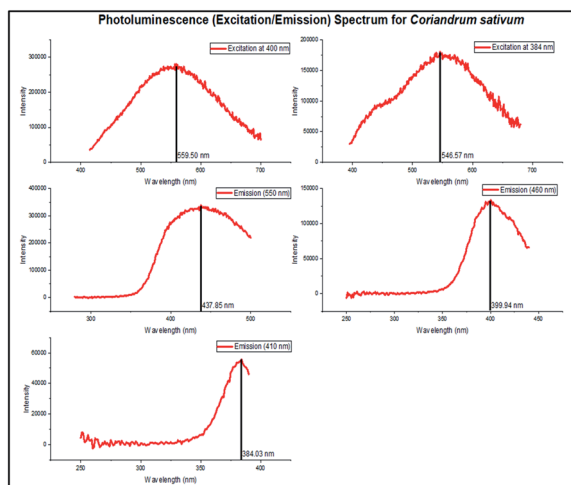 Photoluminescence (Excitation/Emission) Spectrum for Coriandrum sativum
Excitation at 400 nm
Intensity
300000
200000
100000
0
400
500
600
700
Wavelength (nm)
559.50 nm
Excitation at 384 nm
Intensity
200000
175000
150000
125000
100000
75000
50000
25000
0
400
500
600
700
Wavelength (nm)
546.57 nm
Emission (550 nm)
Intensity
400000
300000
200000
100000
0
300
400
500
Wavelength (nm)
437.85 nm
Emission (460 nm)
Intensity
150000
100000
50000
0
250
300
350
400
450
Wavelength (nm)
399.94 nm
Emission (410 nm)
Intensity
60000
40000
20000
0
250
300
350
400
Wavelength (nm)
384.03 nm